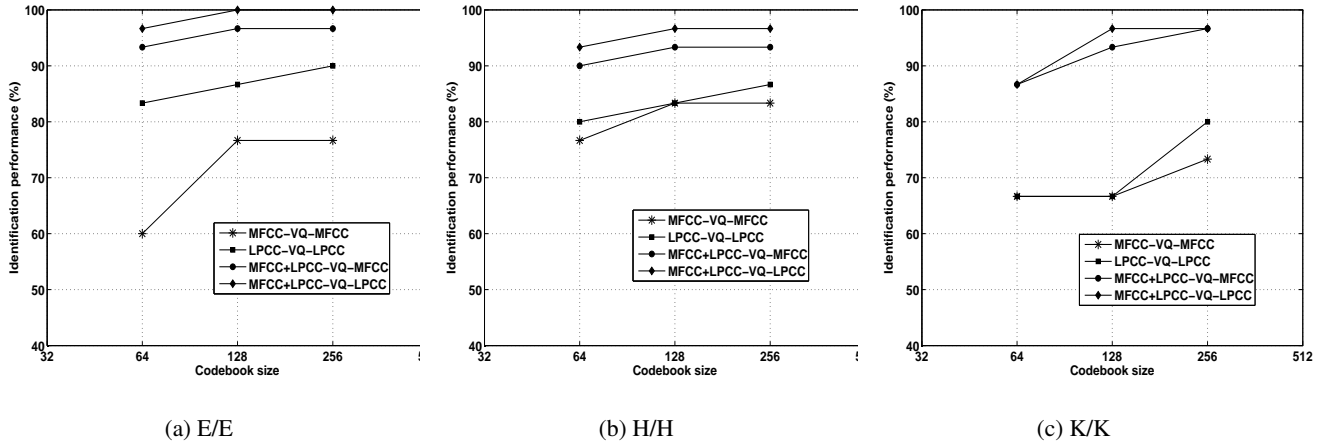 100
90
80
70
60
50
40
Identification performance (%)
32
64
128
256
5
Codebook size
MFCC−VQ−MFCC
LPCC−VQ−LPCC
MFCC+LPCC−VQ−MFCC
MFCC+LPCC−VQ−LPCC
(a) E/E
100
90
80
70
60
50
40
Identification performance (%)
32
64
128
256
5
Codebook size
MFCC−VQ−MFCC
LPCC−VQ−LPCC
MFCC+LPCC−VQ−MFCC
MFCC+LPCC−VQ−LPCC
(b) H/H
100
90
80
70
60
50
40
Identification performance (%)
32
64
128
256
512
Codebook size
MFCC−VQ−MFCC
LPCC−VQ−LPCC
MFCC+LPCC−VQ−MFCC
MFCC+LPCC−VQ−LPCC
(c) K/K